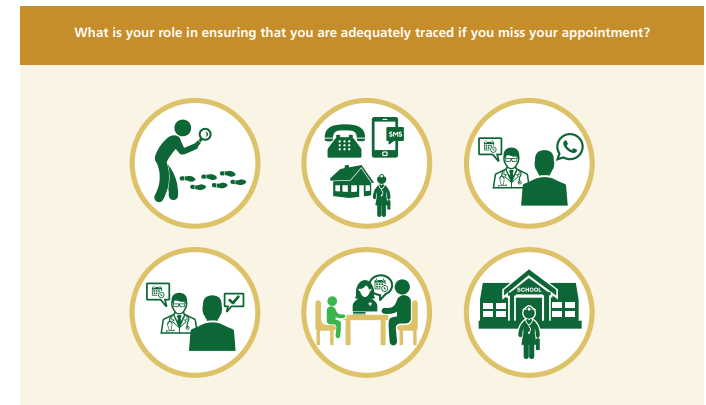 What is your role in ensuring that you are adequately traced if you miss your appointment?
SMS
SCHOOL